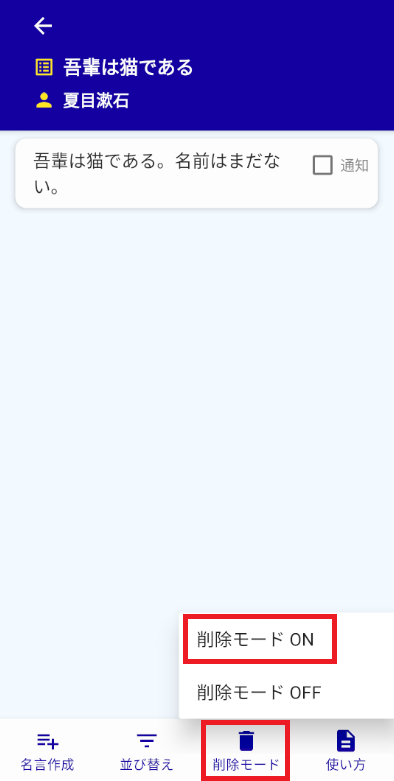 吾輩は猫である
夏目漱石
吾輩は猫である。名前はまだな
い。
通知
削除モード ON
削除モード OFF
名言作成
並び替え
削除モード
使い方